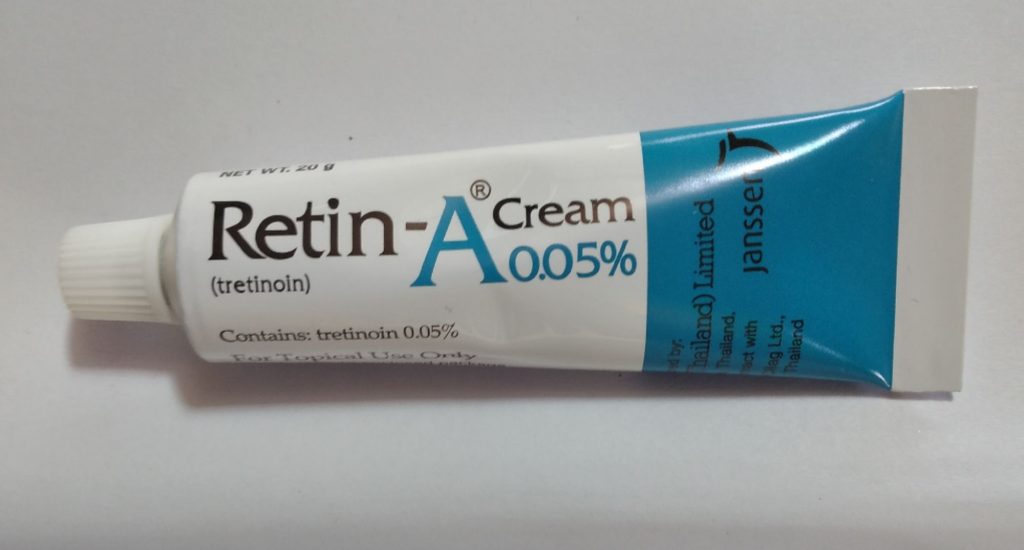 NET WT. 20 g
Retin-A® Cream
0.05%
(tretinoin)
Contains: tretinoin 0.05%
For Topical Use Only
janssen
Limited
Thailand.
with
Ltd.,
Thailand